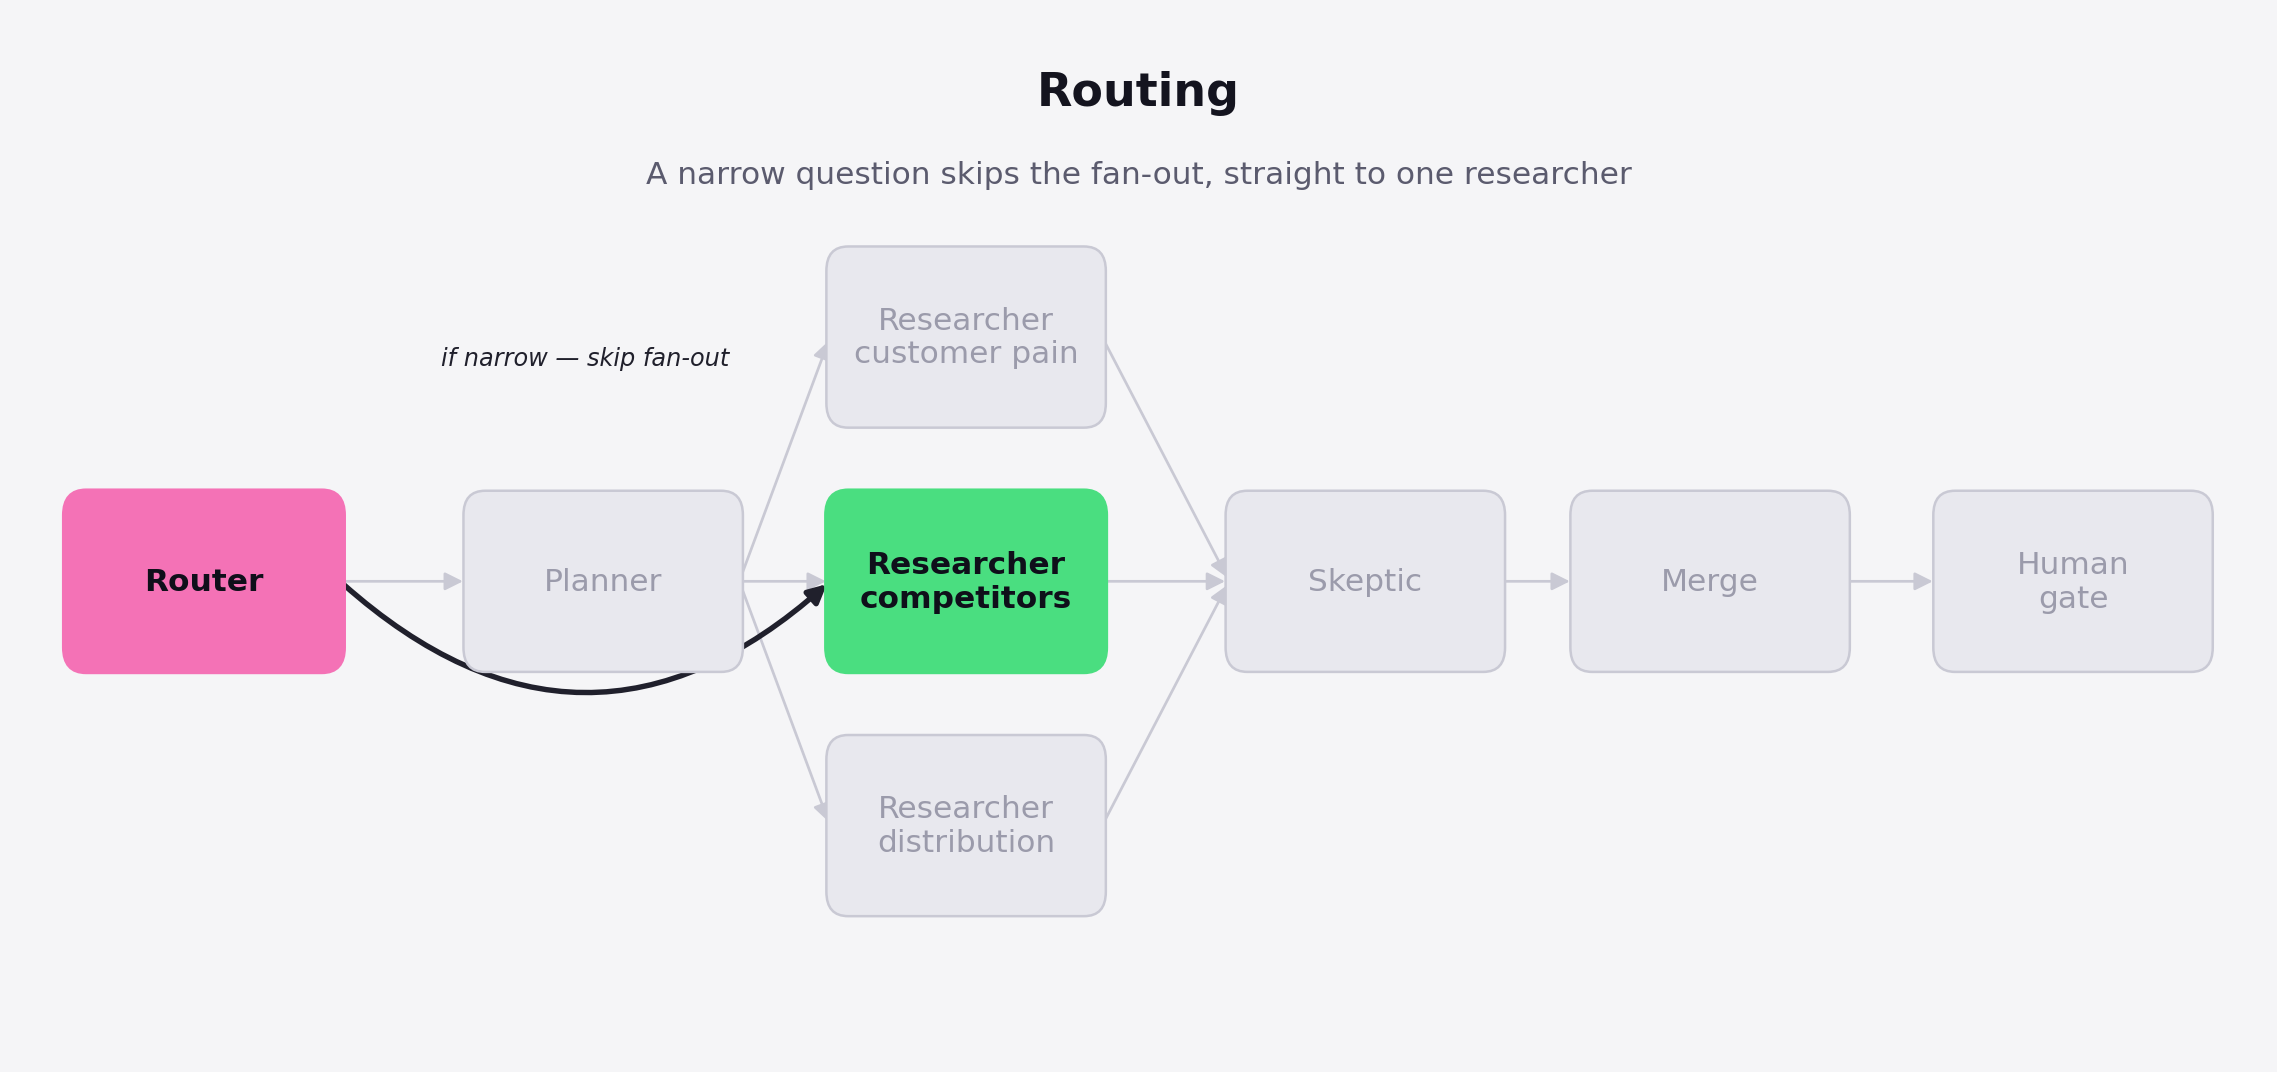 Routing
A narrow question skips the fan-out, straight to one researcher
Researcher
customer pain
if narrow — skip fan-out
Router
Planner
Researcher
competitors
Skeptic
Merge
Human
gate
Researcher
distribution